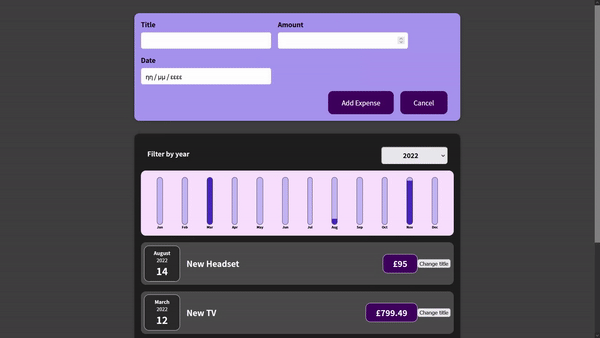 Title
Amount
Date
ηη / μμ / εεεε
Add Expense
Cancel
Filter by year
2022
Jan Feb Mar Apr May Jun Jul Aug Sep Oct Nov Dec
August
2022
14
New Headset
£95
Change title
March
2022
12
New TV
£799.49
Change title